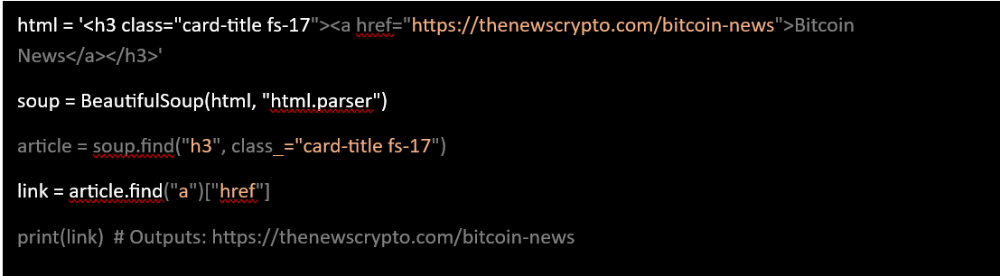 html = '<h3 class="card-title fs-17"><a href="https://thenewscrypto.com/bitcoin-news">Bitcoin
News</a></h3>'
soup = BeautifulSoup(html, "html.parser")
article = soup.find("h3", class_="card-title fs-17")
link = article.find("a")["href"]
print(link)  # Outputs: https://thenewscrypto.com/bitcoin-news